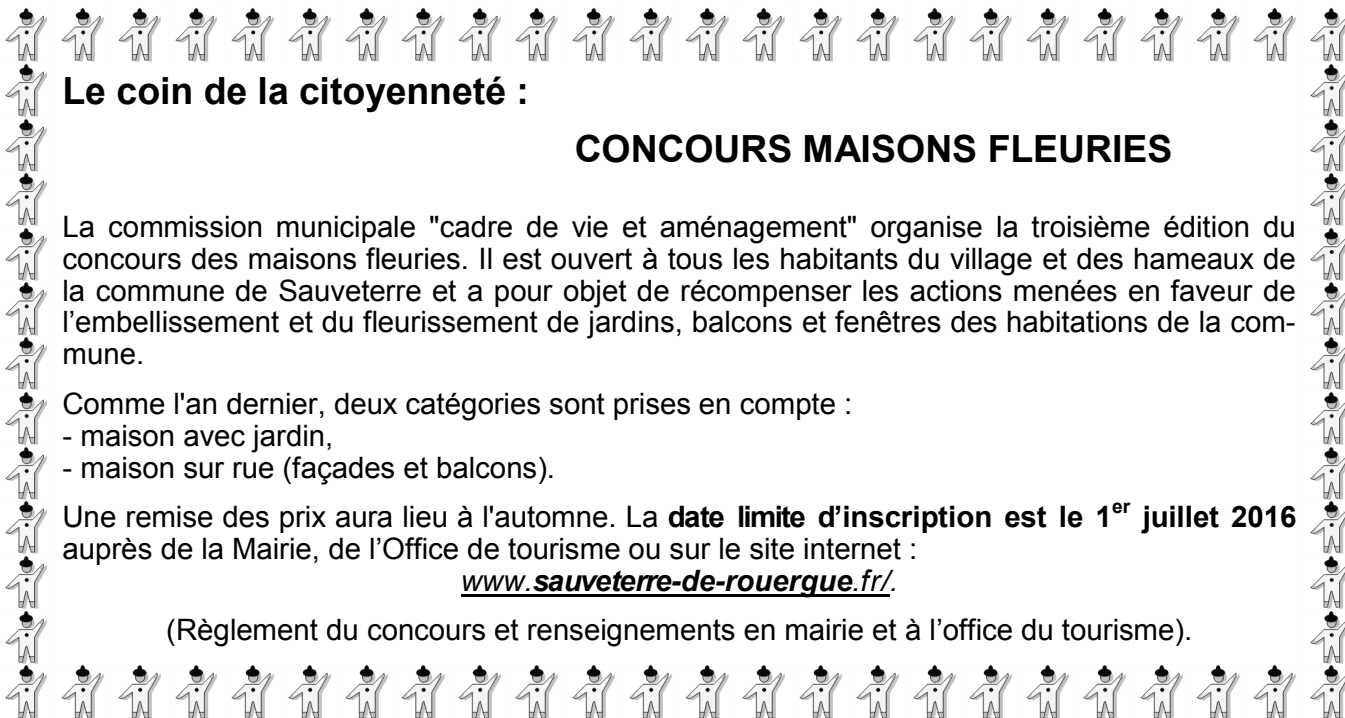 Le coin de la citoyenneté :
CONCOURS MAISONS FLEURIES
La commission municipale "cadre de vie et aménagement" organise la troisième édition du
concours des maisons fleuries. Il est ouvert à tous les habitants du village et des hameaux de
la commune de Sauveterre et a pour objet de récompenser les actions menées en faveur de
l’embellissement et du fleurissement de jardins, balcons et fenêtres des habitations de la com-
mune.
Comme l'an dernier, deux catégories sont prises en compte :
- maison avec jardin,
- maison sur rue (façades et balcons).
Une remise des prix aura lieu à l'automne. La date limite d’inscription est le 1er juillet 2016
auprès de la Mairie, de l’Office de tourisme ou sur le site internet :
www.sauveterre-de-rouergue.fr/.
(Règlement du concours et renseignements en mairie et à l’office du tourisme).